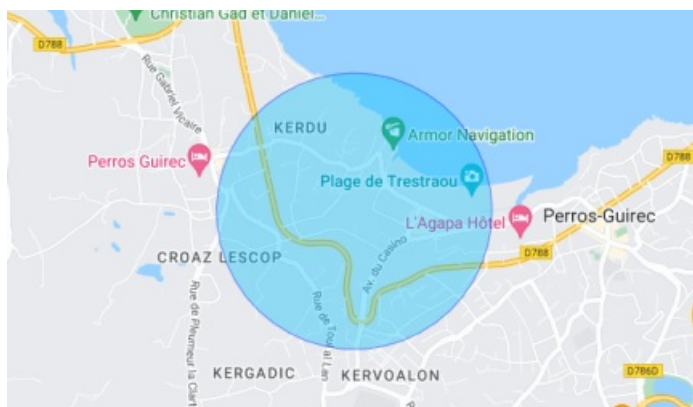 Christian Gad et Daniel...
D788
Rue Gabriel Vicaire
KERDU
Armor Navigation
Perros Guirec
Plage de Trestraou
D788
L'Agapa Hôtel
Perros-Guirec
CROAZ LESCOP
Av. du Casino
D788
Rue de Pleumeur la Clart
Rue de Toul al Lan
KERGADIC
KERVOALON
D786D